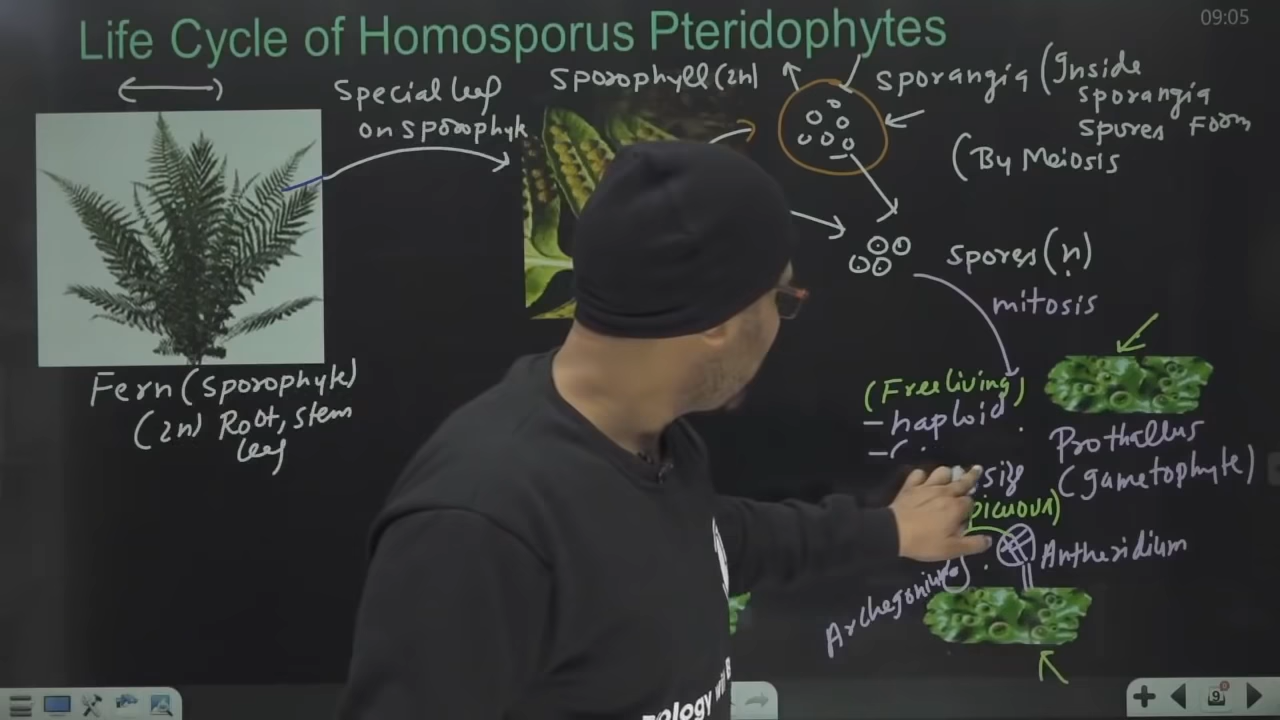 09:05
Life Cycle of Homosporus Pteridophytes
Special leaf
on sporophyte
Sporophyll (2n)
Sporangia (Inside
sporangia
spores Form
(By Meiosis
spores (n)
mitosis
Fern (Sporophyte)
(2n) Root, stem
leaf
(Free living)
- haploid
Prothallus
(gametophyte)
Antheridium
Archegonium
9